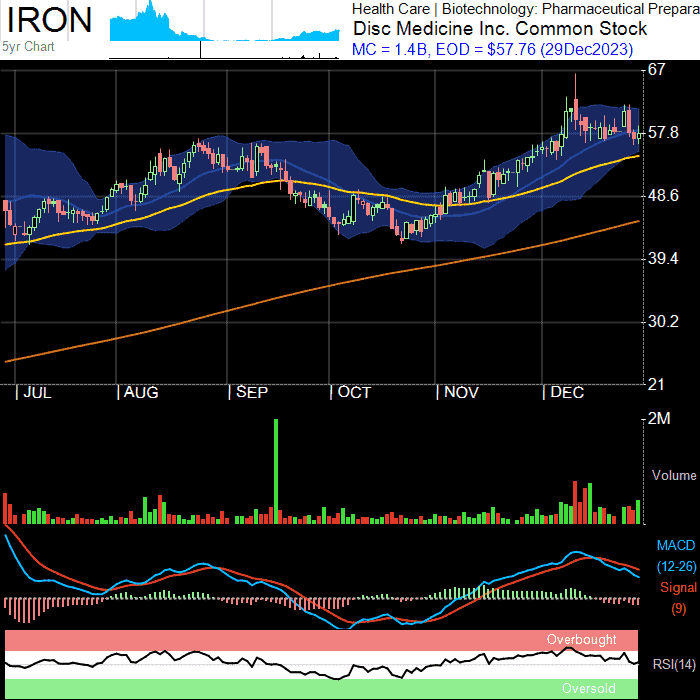 IRON
5yr Chart
Health Care | Biotechnology: Pharmaceutical Prepara
Disc Medicine Inc. Common Stock
MC = 1.4B, EOD = $57.76 (29Dec2023)
67
57.8
48.6
39.4
30.2
21
JUL AUG SEP OCT NOV DEC
2M
Volume
MACD
(12-26)
Signal
(9)
Overbought
RSI(14)
Oversold